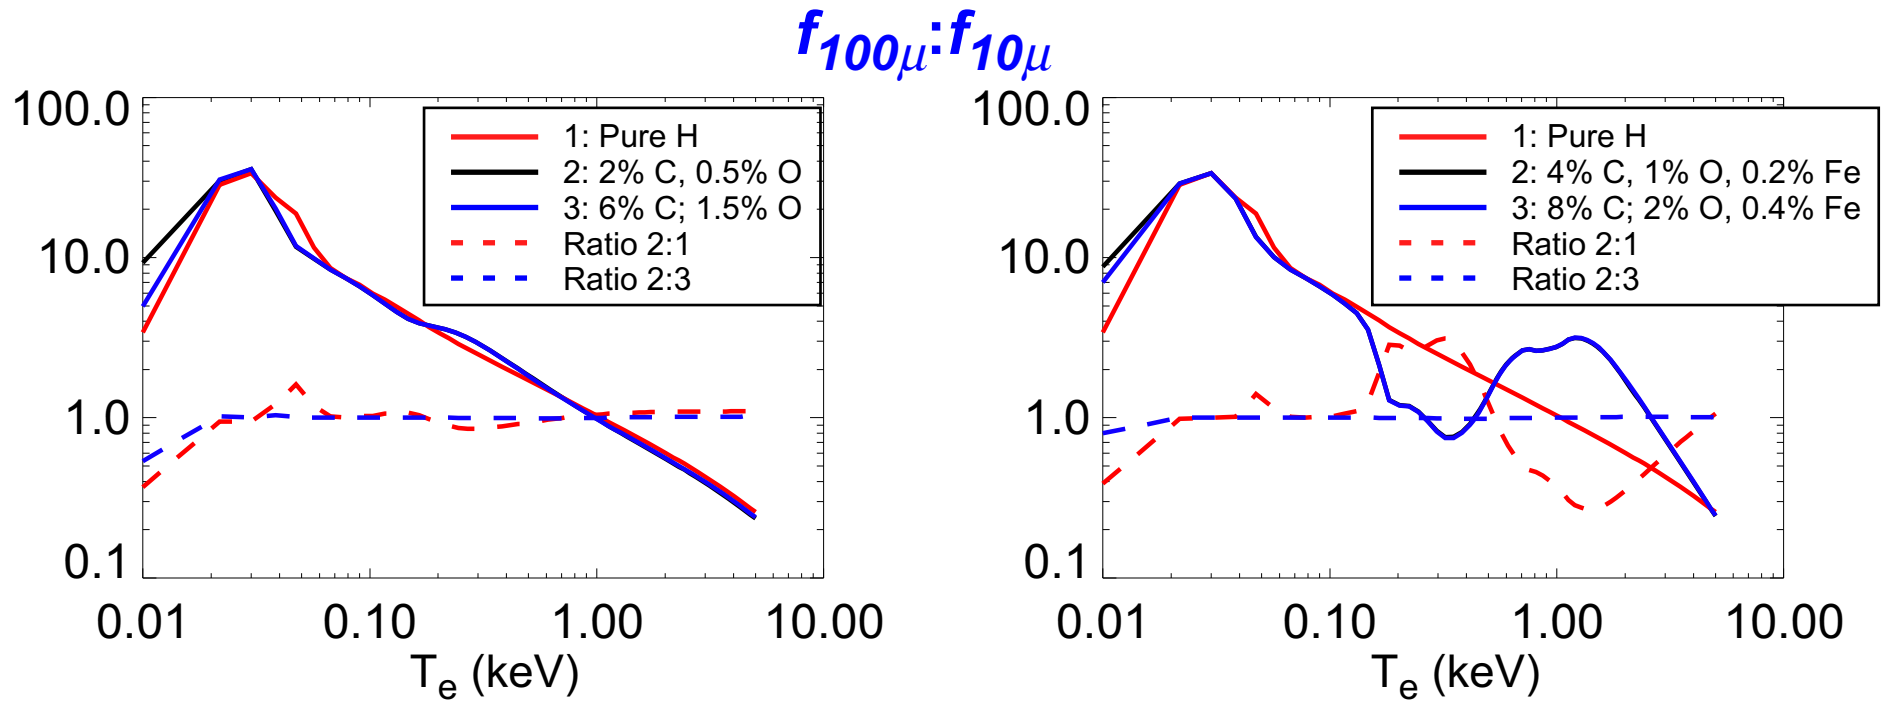 f100μ:f10μ
100.0
10.0
1.0
0.1
0.01 0.10 1.00 10.00
Te (keV)
1: Pure H
2: 2% C, 0.5% O
3: 6% C; 1.5% O
Ratio 2:1
Ratio 2:3
100.0
10.0
1.0
0.1
0.01 0.10 1.00 10.00
Te (keV)
1: Pure H
2: 4% C, 1% O, 0.2% Fe
3: 8% C; 2% O, 0.4% Fe
Ratio 2:1
Ratio 2:3